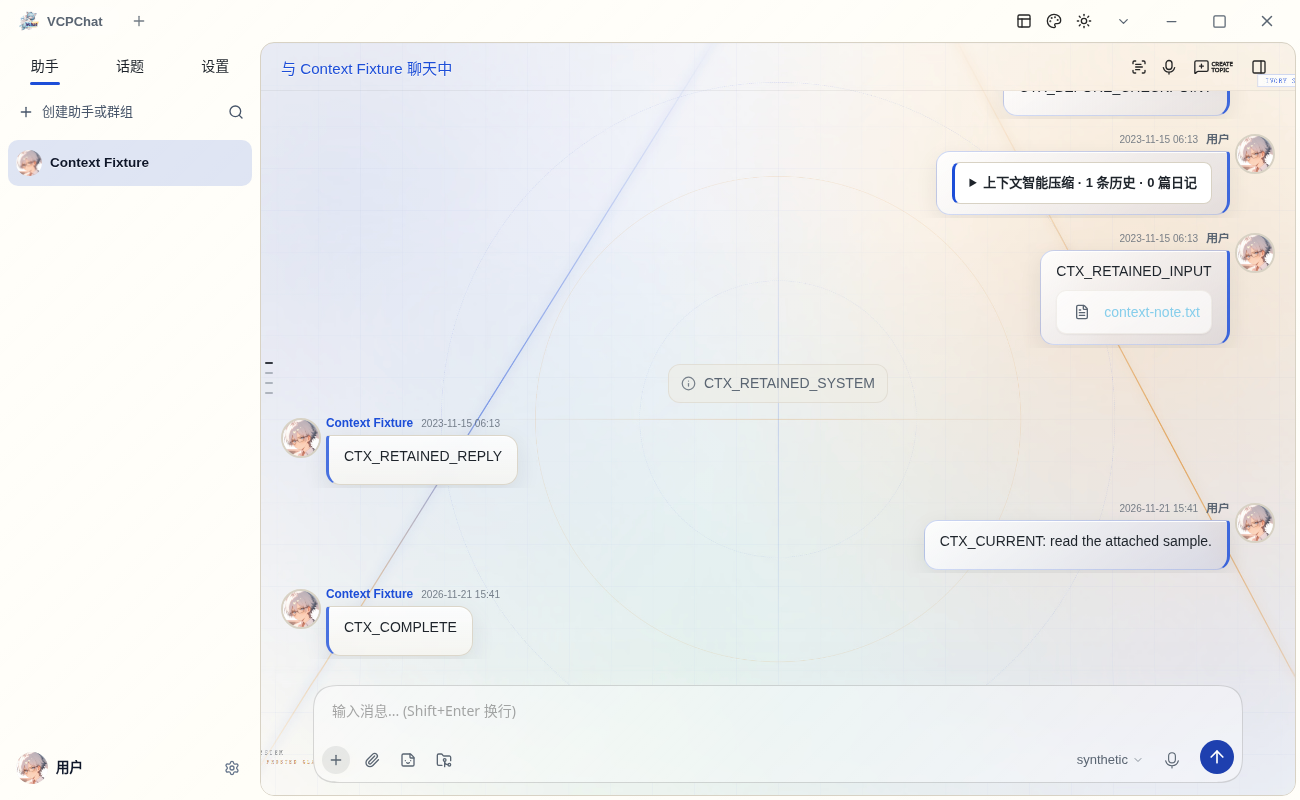 VCPChat
助手 话题 设置
与 Context Fixture 聊天中
CREATE
TOPIC
创建助手或群组
Context Fixture
2023-11-15 06:13 用户
上下文智能压缩 · 1 条历史 · 0 篇日记
2023-11-15 06:13 用户
CTX_RETAINED_INPUT
context-note.txt
CTX_RETAINED_SYSTEM
Context Fixture 2023-11-15 06:13
CTX_RETAINED_REPLY
2026-11-21 15:41 用户
CTX_CURRENT: read the attached sample.
Context Fixture 2026-11-21 15:41
CTX_COMPLETE
输入消息... (Shift+Enter 换行)
synthetic
用户